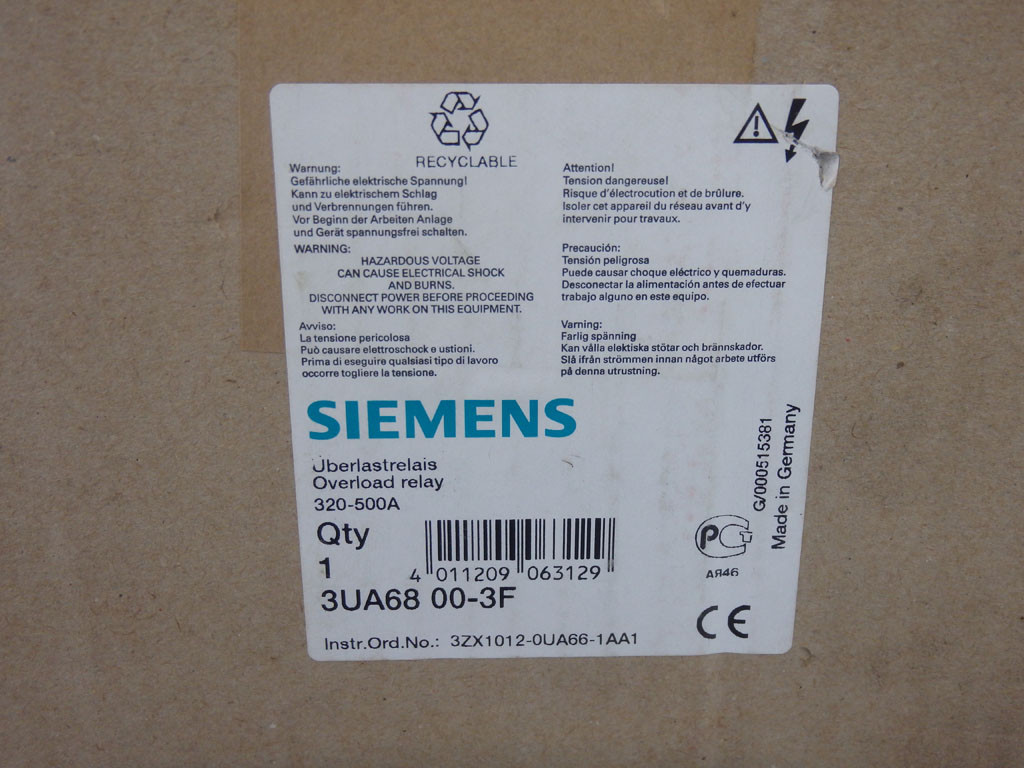 RECYCLABLE
Warnung:
Gefährliche elektrische Spannung!
Kann zu elektrischem Schlag
und Verbrennungen führen.
Vor Beginn der Arbeiten Anlage
und Gerät spannungsfrei schalten.
WARNING:
HAZARDOUS VOLTAGE
CAN CAUSE ELECTRICAL SHOCK
AND BURNS.
DISCONNECT POWER BEFORE PROCEEDING
WITH ANY WORK ON THIS EQUIPMENT.
Avviso:
La tensione pericolosa
Può causare elettroschock e ustioni.
Prima di eseguire qualsiasi tipo di lavoro
occorre togliere la tensione.
Attention!
Tension dangereuse!
Risque d'électrocution et de brûlure.
Isoler cet appareil du réseau avant d'y
intervenir pour travaux.
Precaución:
Tensión peligrosa
Puede causar choque eléctrico y quemaduras.
Desconectar la alimentación antes de efectuar
trabajo alguno en este equipo.
Varning:
Farlig spänning
Kan vålla elektiska stötar och brännskador.
Slå ifrån strömmen innan något arbete utförs
på denna utrustning.
SIEMENS
Überlastrelais
Overload relay
320-500A
Qty
1
4 011209 063129
3UA68 00-3F
Instr.Ord.No.: 3ZX1012-0UA66-1AA1
G/000515381
Made in Germany
АЯ46
CE